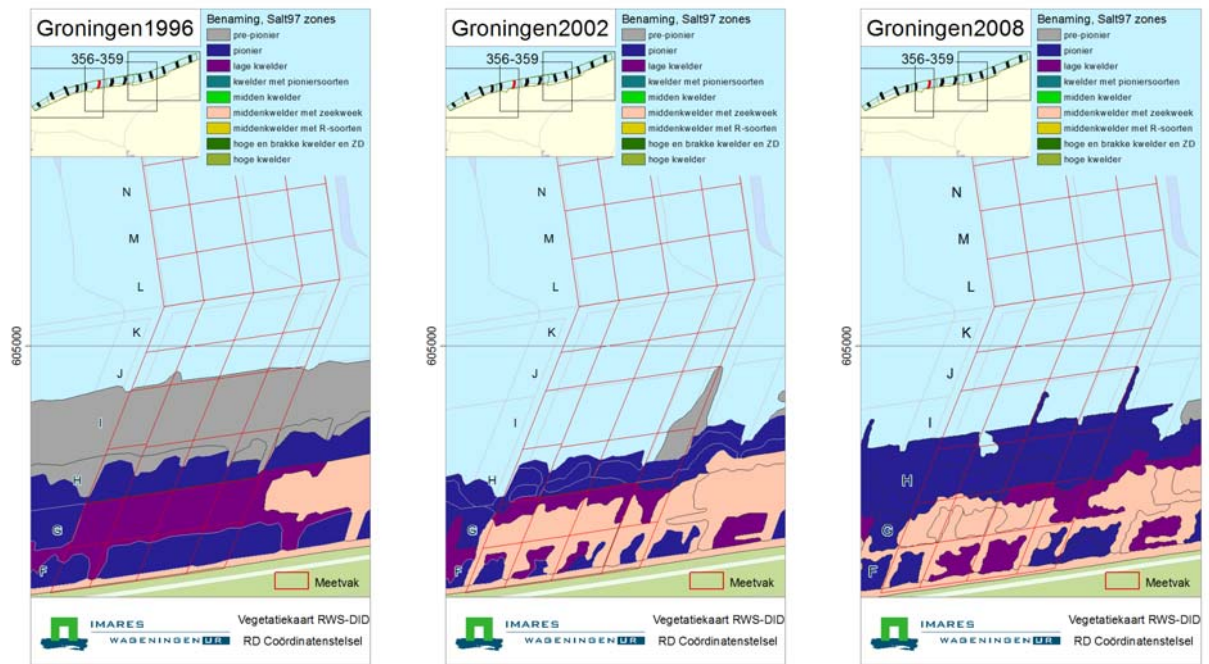 Groningen1996
356-359
Benaming, Salt97 zones
pre-pionier
pionier
lage kwelder
kwelder met pioniersoorten
midden kwelder
middenkwelder met zeekweek
middenkwelder met R-soorten
hoge en brakke kwelder en ZD
hoge kwelder
N
M
L
K
605000
J
I
H
G
F
Meetvak
IMARES
WAGENINGEN UR
Vegetatiekaart RWS-DID
RD Coördinatenstelsel
Groningen2002
356-359
Benaming, Salt97 zones
pre-pionier
pionier
lage kwelder
kwelder met pioniersoorten
midden kwelder
middenkwelder met zeekweek
middenkwelder met R-soorten
hoge en brakke kwelder en ZD
hoge kwelder
N
M
L
K
605000
J
I
H
G
F
Meetvak
IMARES
WAGENINGEN UR
Vegetatiekaart RWS-DID
RD Coördinatenstelsel
Groningen2008
356-359
Benaming, Salt97 zones
pre-pionier
pionier
lage kwelder
kwelder met pioniersoorten
midden kwelder
middenkwelder met zeekweek
middenkwelder met R-soorten
hoge en brakke kwelder en ZD
hoge kwelder
N
M
L
K
605000
J
I
H
G
F
Meetvak
IMARES
WAGENINGEN UR
Vegetatiekaart RWS-DID
RD Coördinatenstelsel